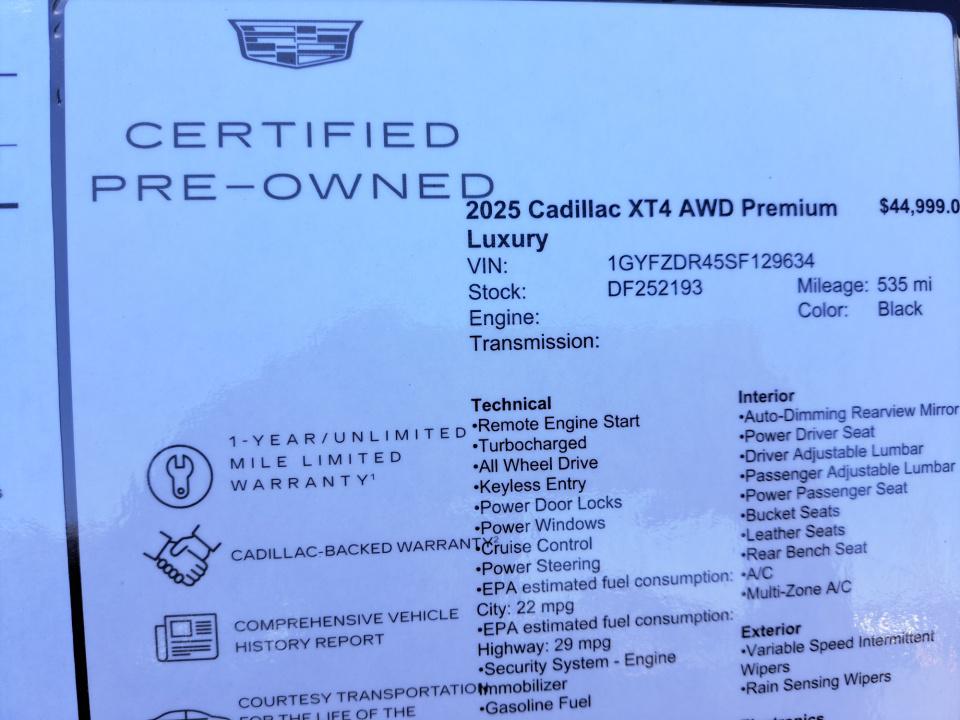 CERTIFIED
PRE-OWNED
2025 Cadillac XT4 AWD Premium
Luxury
$44,999.0
VIN: 1GYFZDR45SF129634
Stock: DF252193
Mileage: 535 mi
Engine:
Color: Black
Transmission:
1-YEAR/UNLIMITED
MILE LIMITED
WARRANTY¹
CADILLAC-BACKED WARRANTY²
COMPREHENSIVE VEHICLE
HISTORY REPORT
COURTESY TRANSPORTATION
FOR THE LIFE OF THE
Technical
•Remote Engine Start
•Turbocharged
•All Wheel Drive
•Keyless Entry
•Power Door Locks
•Power Windows
•Cruise Control
•Power Steering
•EPA estimated fuel consumption:
City: 22 mpg
•EPA estimated fuel consumption:
Highway: 29 mpg
•Security System - Engine
Immobilizer
•Gasoline Fuel
Interior
•Auto-Dimming Rearview Mirror
•Power Driver Seat
•Driver Adjustable Lumbar
•Passenger Adjustable Lumbar
•Power Passenger Seat
•Bucket Seats
•Leather Seats
•Rear Bench Seat
•A/C
•Multi-Zone A/C
Exterior
•Variable Speed Intermittent
Wipers
•Rain Sensing Wipers